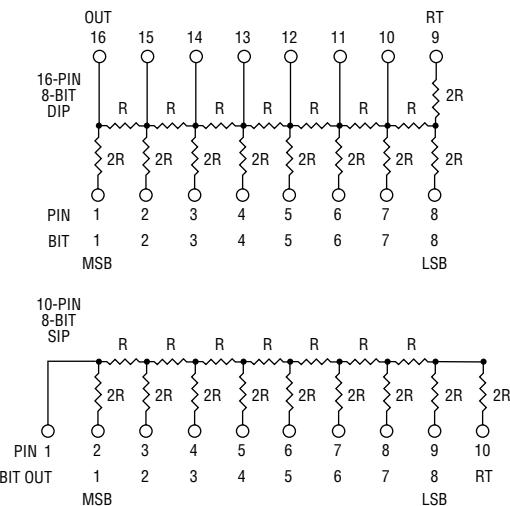 OUT RT
16 15 14 13 12 11 10 9
16-PIN
8-BIT
DIP
2R
R R R R R R R
2R 2R 2R 2R 2R 2R 2R 2R
PIN 1 2 3 4 5 6 7 8
BIT 1 2 3 4 5 6 7 8
MSB LSB
10-PIN
8-BIT
SIP
R R R R R R R
2R 2R 2R 2R 2R 2R 2R 2R 2R
PIN 1 2 3 4 5 6 7 8 9 10
BIT OUT 1 2 3 4 5 6 7 8 RT
MSB LSB